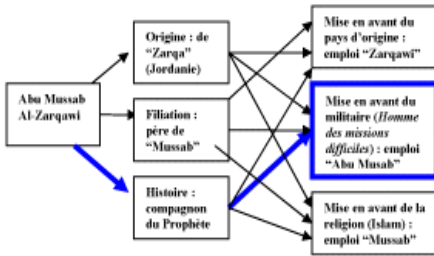 Abu Mussab
Al-Zarqawi
Origine : de
"Zarqa"
(Jordanie)
Filiation :
père de
"Mussab"
Histoire :
compagnon
du Prophète
Mise en avant du
pays d'origine :
emploi "Zarqawi"
Mise en avant du
militaire (Homme
des missions
difficiles) : emploi
"Abu Musab"
Mise en avant de la
religion (Islam) :
emploi "Mussab"